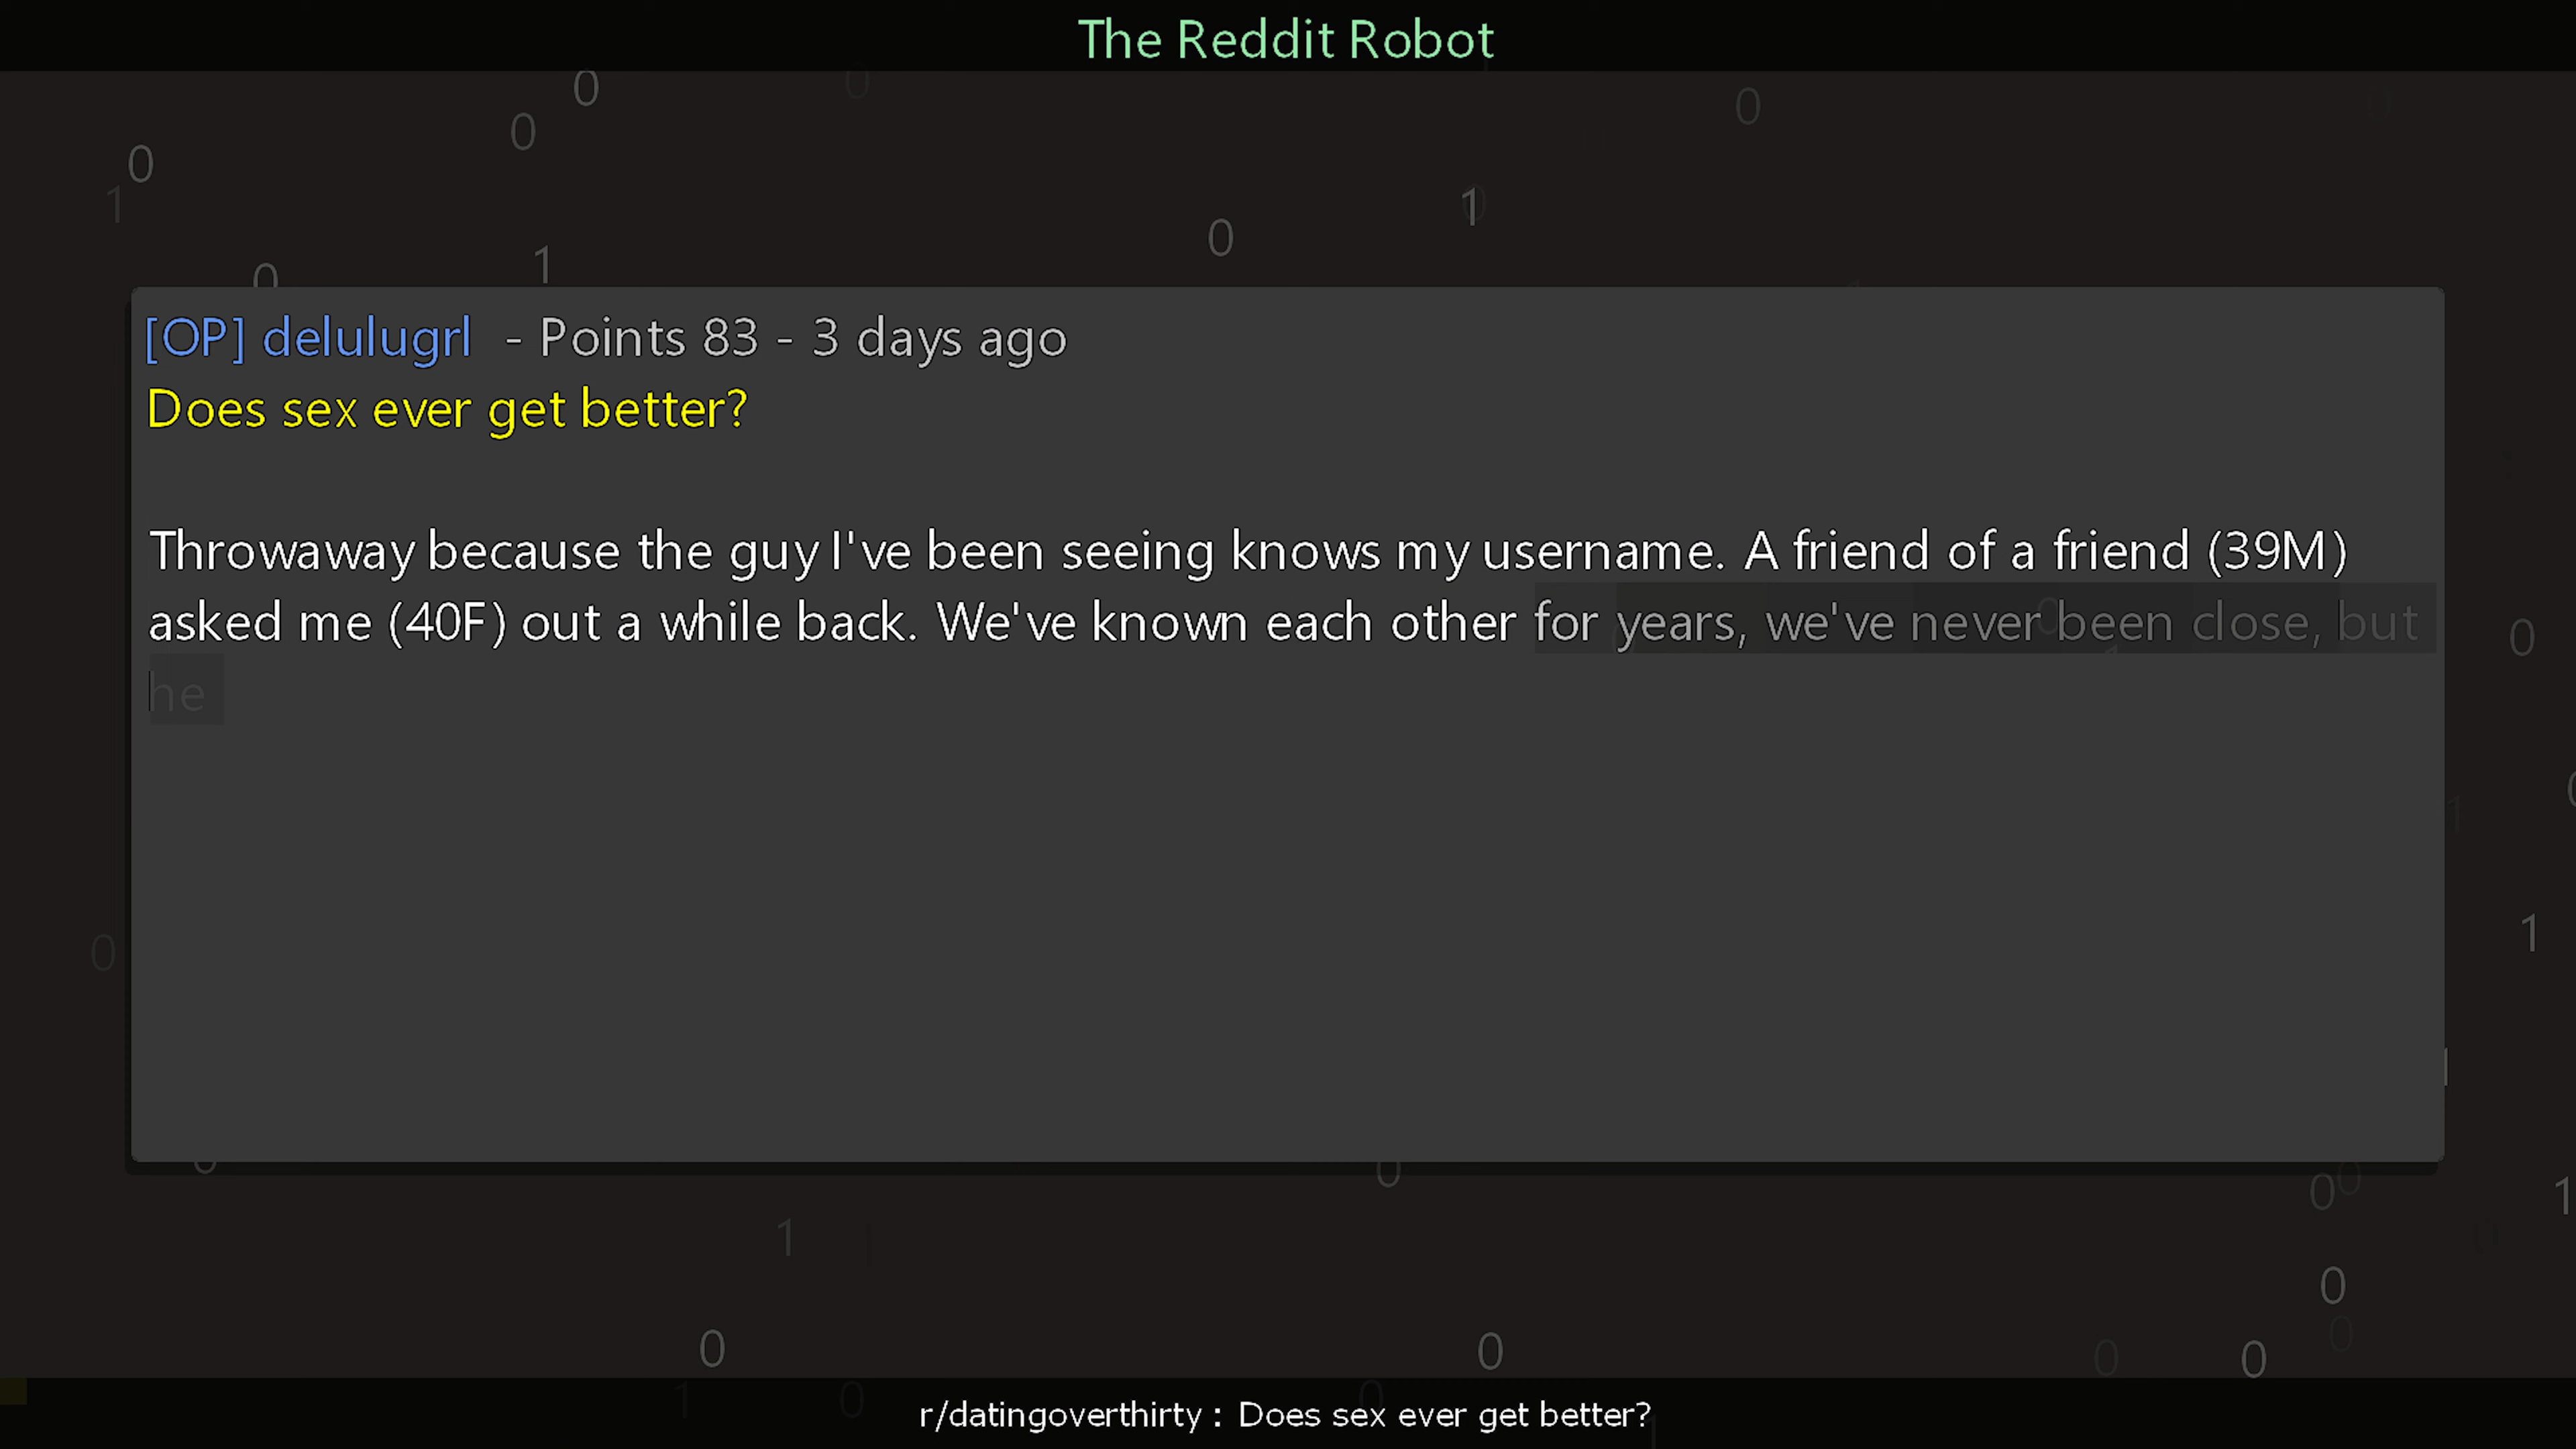 The Reddit Robot
[OP] delulugrl - Points 83 - 3 days ago
Does sex ever get better?
Throwaway because the guy I've been seeing knows my username. A friend of a friend (39M)
asked me (40F) out a while back. We've known each other for years, we've never been close, but
he
r/datingoverthirty : Does sex ever get better?